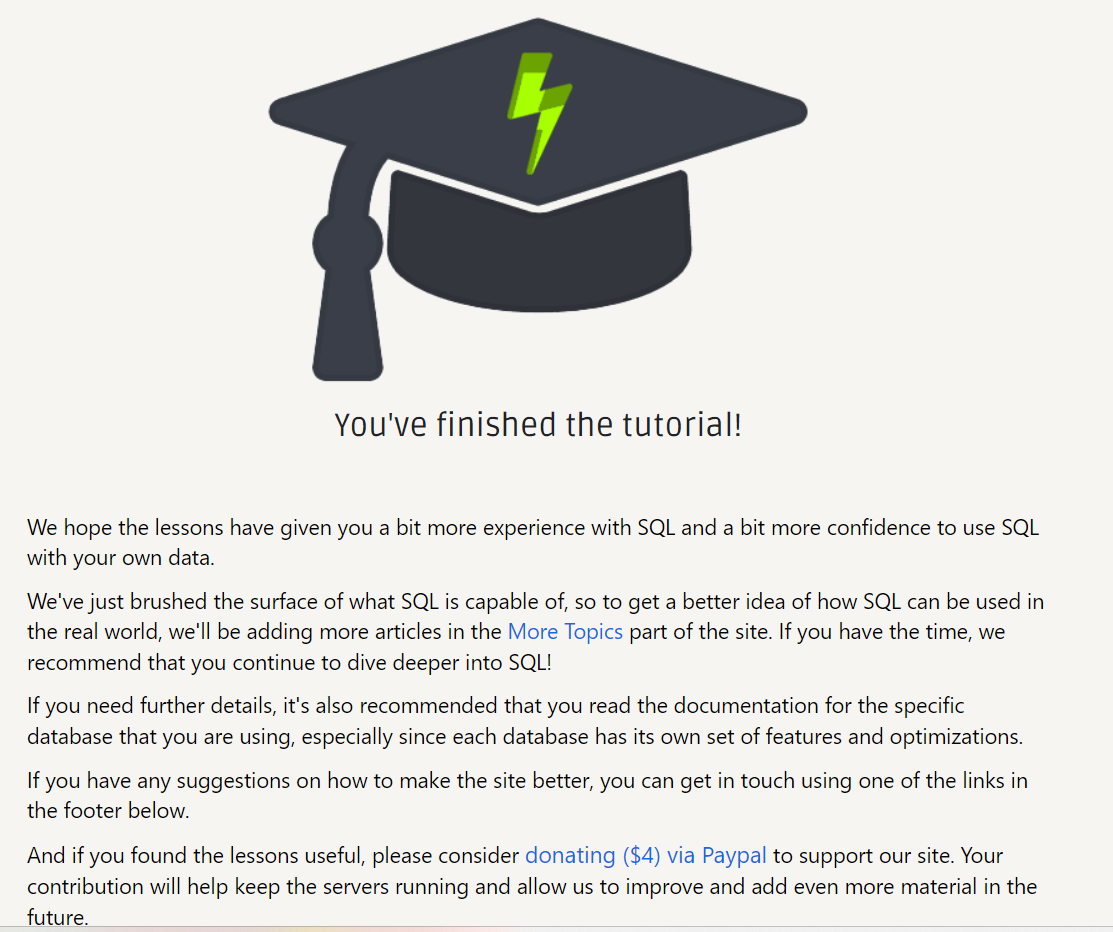 You've finished the tutorial!
We hope the lessons have given you a bit more experience with SQL and a bit more confidence to use SQL
with your own data.
We've just brushed the surface of what SQL is capable of, so to get a better idea of how SQL can be used in
the real world, we'll be adding more articles in the More Topics part of the site. If you have the time, we
recommend that you continue to dive deeper into SQL!
If you need further details, it's also recommended that you read the documentation for the specific
database that you are using, especially since each database has its own set of features and optimizations.
If you have any suggestions on how to make the site better, you can get in touch using one of the links in
the footer below.
And if you found the lessons useful, please consider donating ($4) via Paypal to support our site. Your
contribution will help keep the servers running and allow us to improve and add even more material in the
future.